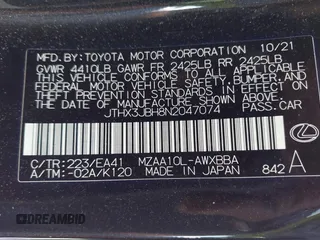 MFD. BY: TOYOTA MOTOR CORPORATION 10/21
GVWR 4410LB GAWR FR 2425LB RR 2425LB
THIS VEHICLE CONFORMS TO ALL APPLICABLE
FEDERAL MOTOR VEHICLE SAFETY, BUMPER, AND
THEFT PREVENTION STANDARDS IN EFFECT ON
THE DATE OF MANUFACTURE SHOWN ABOVE.
JTHX3JBH8N2047074 PASS.CAR
C/TR: 223/EA41 MZAA10L-AWXBBA
A/TM: -02A/K120 MADE IN JAPAN 842 A
COPYRIGHT © BIDFAX